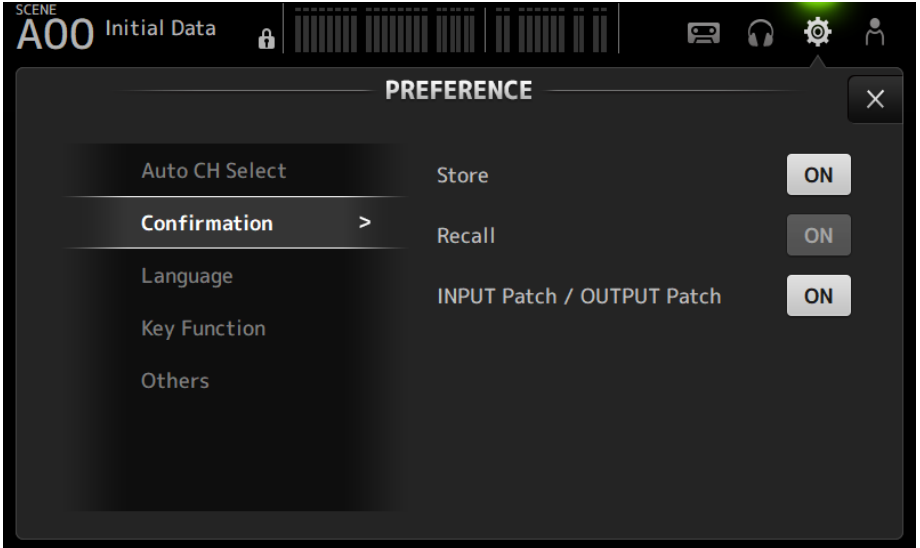 SCENE
A00 Initial Data
PREFERENCE
Auto CH Select
Confirmation >
Language
Key Function
Others
Store ON
Recall ON
INPUT Patch / OUTPUT Patch ON